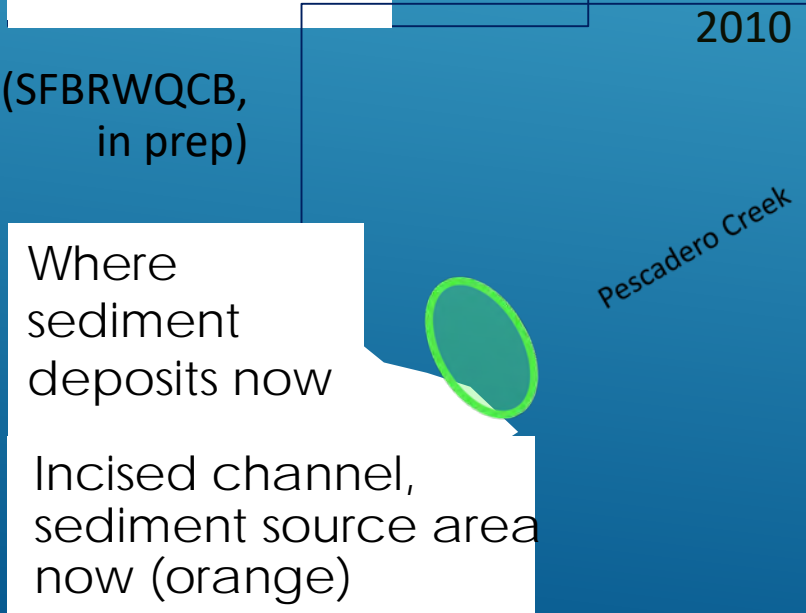 2010
(SFBRWQCB,
in prep)
Pescadero Creek
Where
sediment
deposits now
Incised channel,
sediment source area
now (orange)